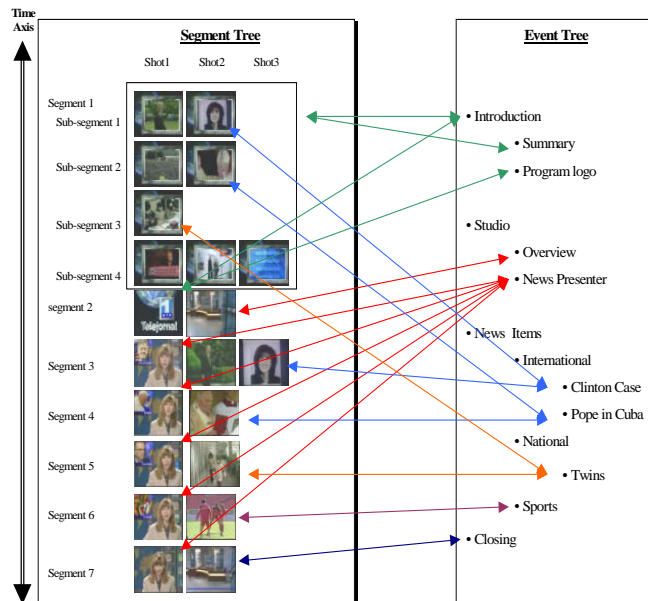 Time
Axis
Segment Tree
Shot1 Shot2 Shot3
Segment 1
Sub-segment 1
Sub-segment 2
Sub-segment 3
Sub-segment 4
segment 2
Telejornal
1
Segment 3
Segment 4
Segment 5
Segment 6
Segment 7
Event Tree
• Introduction
• Summary
• Program logo
• Studio
• Overview
• News Presenter
• News Items
• International
• Clinton Case
• Pope in Cuba
• National
• Twins
• Sports
• Closing